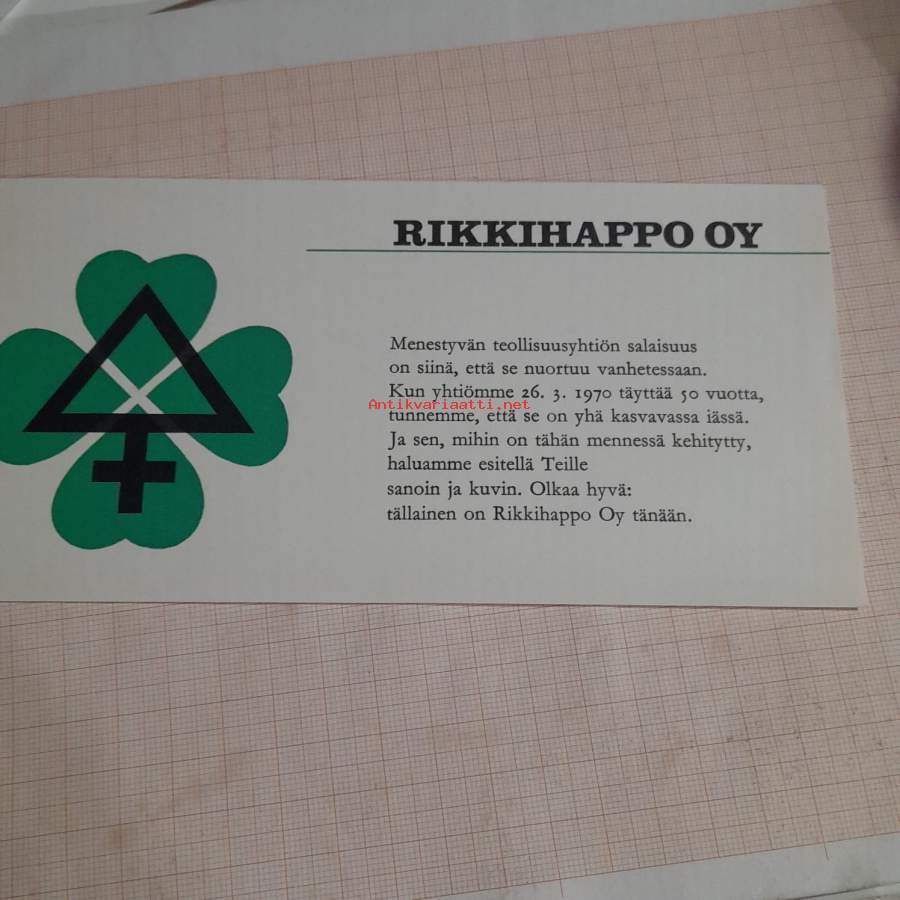 RIKKIHAPPO OY
Menestyvän teollisuusyhtiön salaisuus
on siinä, että se nuortuu vanhetessaan.
Kun yhtiömme 26. 3. 1970 täyttää 50 vuotta,
Antikvariaatti.net
tunnemme, että se on yhä kasvavassa iässä.
Ja sen, mihin on tähän mennessä kehitytty,
haluamme esitellä Teille
sanoin ja kuvin. Olkaa hyvä:
tällainen on Rikkihappo Oy tänään.